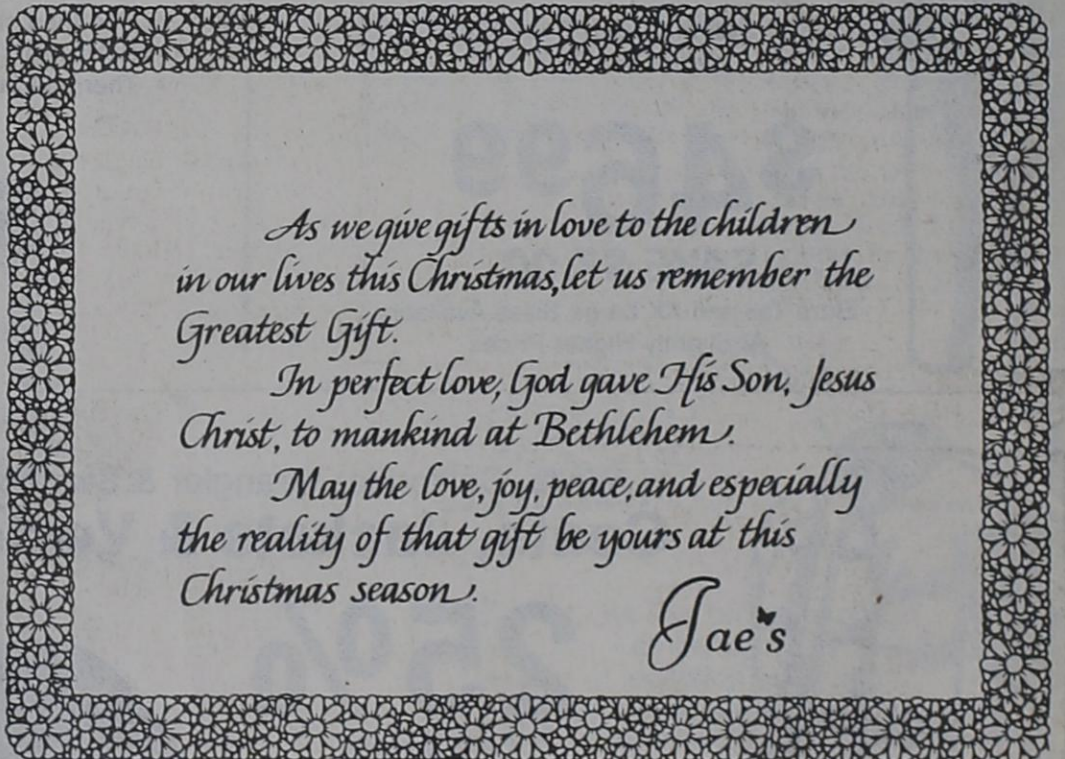 As we give gifts in love to the children
in our lives this Christmas, let us remember the
Greatest Gift.
In perfect love, God gave His Son, Jesus
Christ, to mankind at Bethlehem.
May the love, joy, peace, and especially
the reality of that gift be yours at this
Christmas season.
Jae's